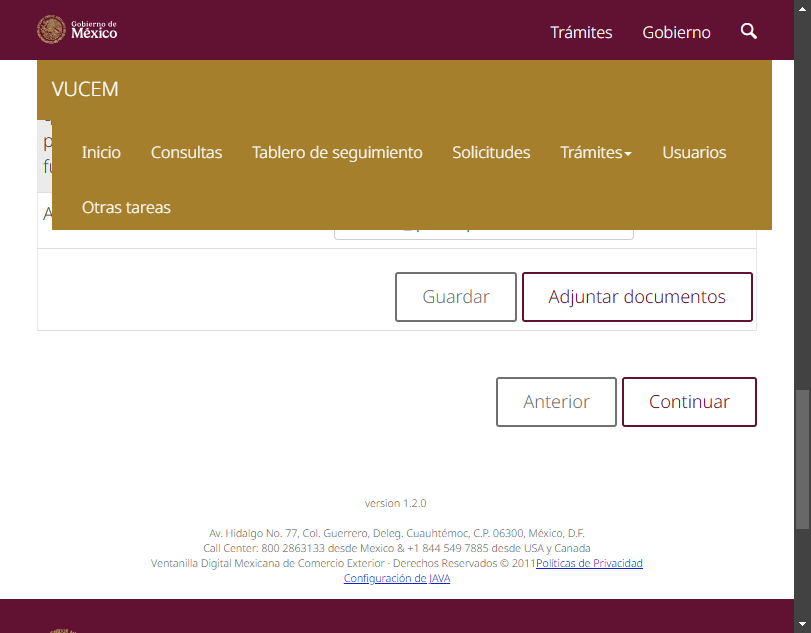 Gobierno de
México
Trámites
Gobierno
VUCEM
Inicio
Consultas
Tablero de seguimiento
Solicitudes
Trámites
Usuarios
Otras tareas
Guardar
Adjuntar documentos
Anterior
Continuar
version 1.2.0
Av. Hidalgo No. 77, Col. Guerrero, Deleg. Cuauhtémoc, C.P. 06300, México, D.F.
Call Center: 800 2863133 desde Mexico & +1 844 549 7885 desde USA y Canada
Ventanilla Digital Mexicana de Comercio Exterior · Derechos Reservados © 2011Políticas de Privacidad
Configuración de JAVA